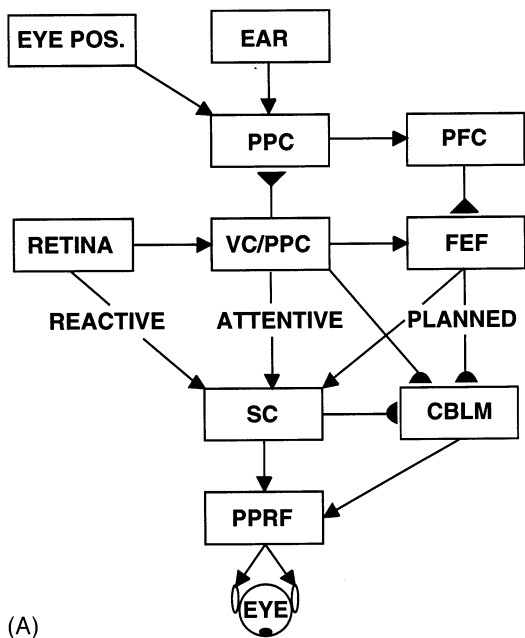 EYE POS.
EAR
PPC
PFC
RETINA
VC/PPC
FEF
REACTIVE
ATTENTIVE
PLANNED
SC
CBLM
PPRF
EYE
(A)